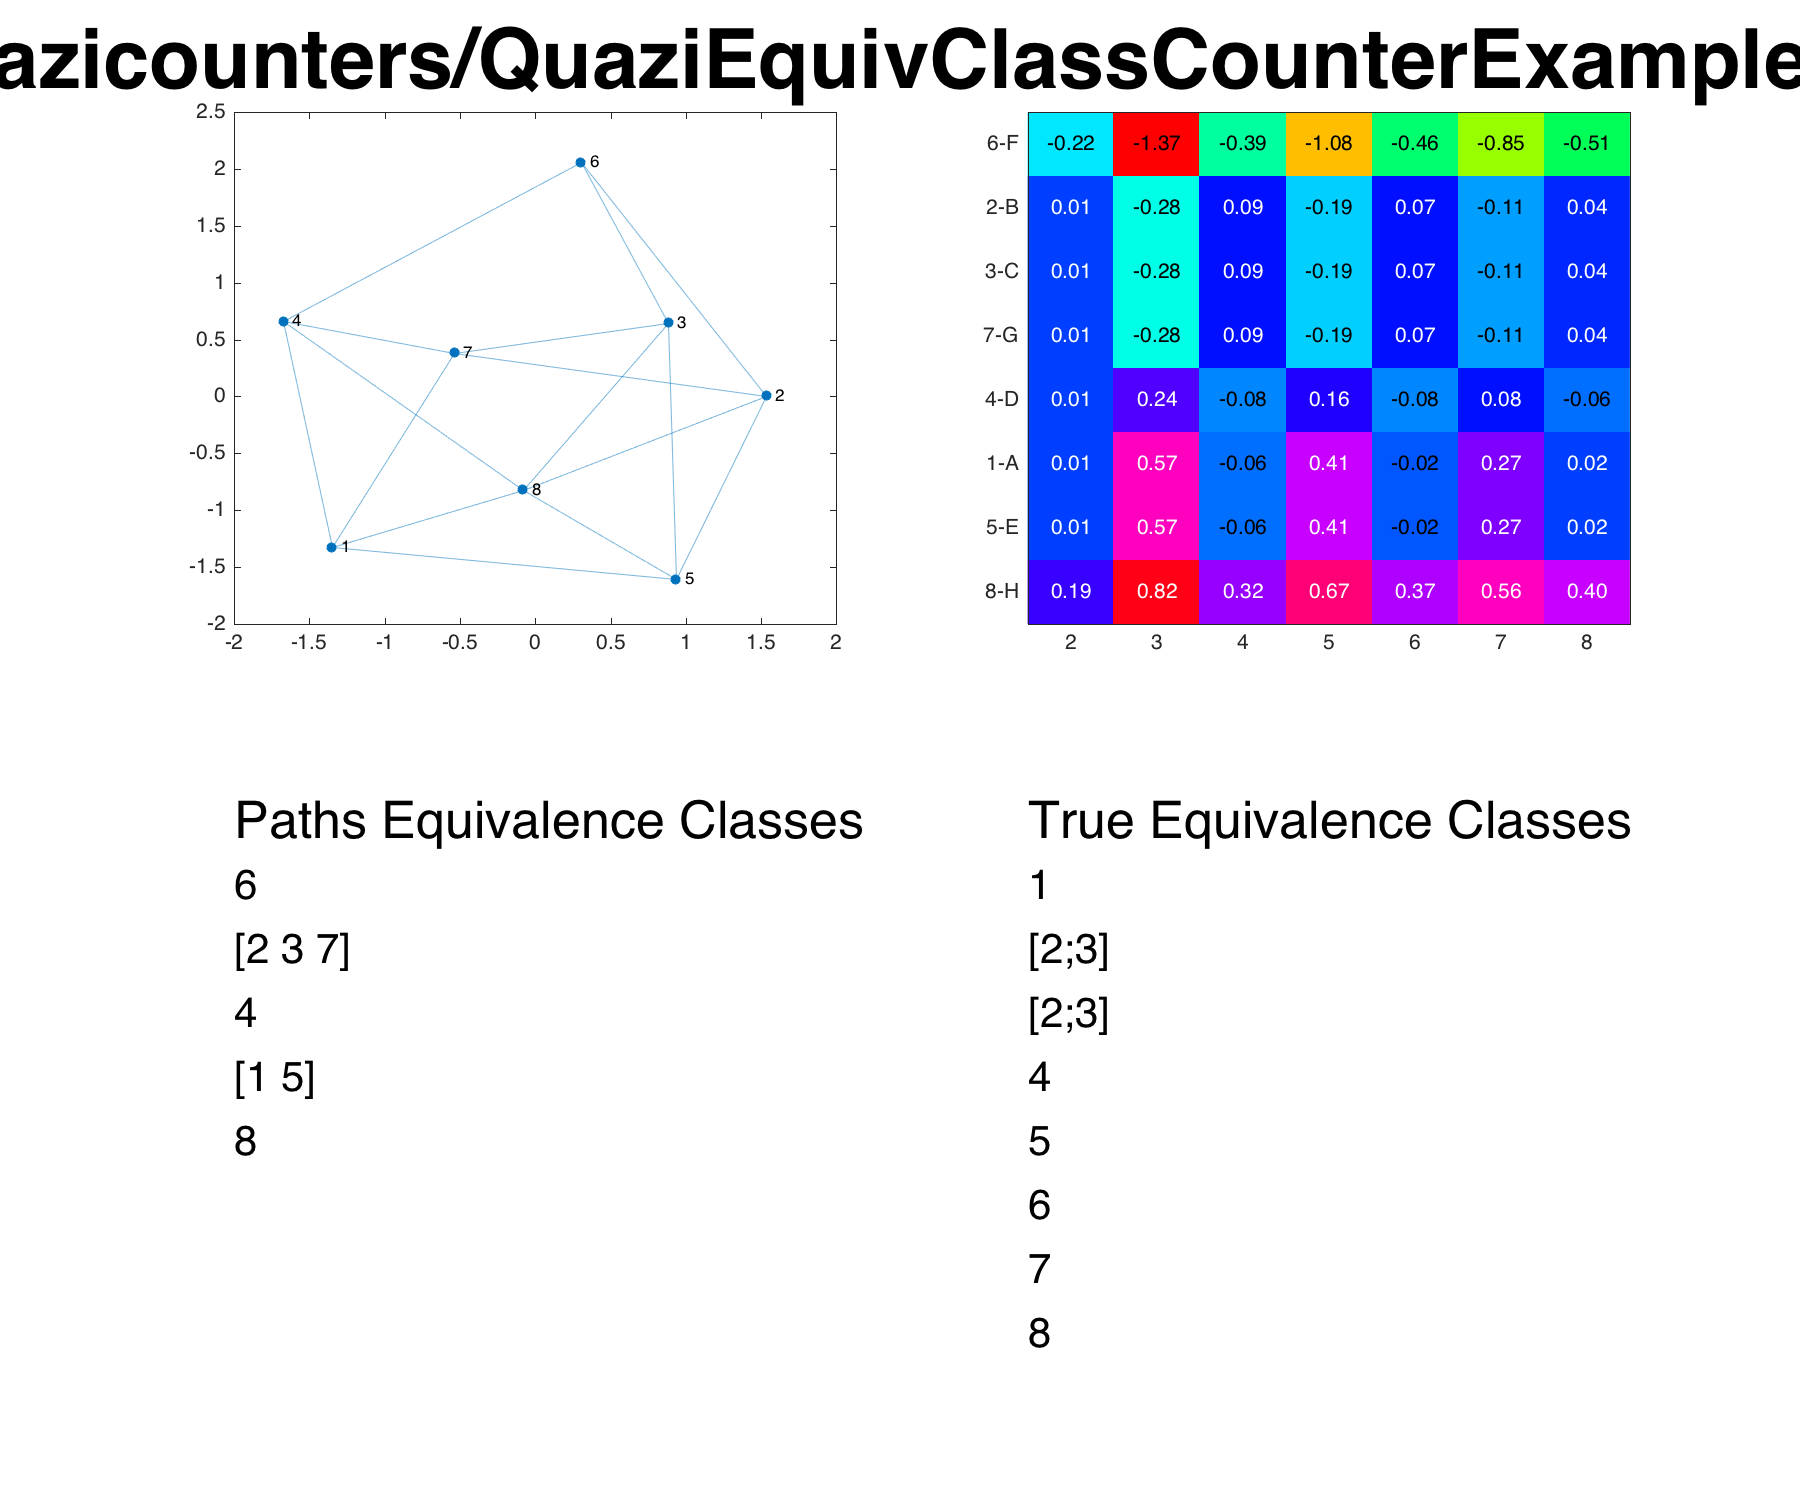 azicounters/QuaziEquivClassCounterExample
2.5
2
1.5
1
0.5
0
-0.5
-1
-1.5
-2
-2 -1.5 -1 -0.5 0 0.5 1 1.5 2
6
4
3
7
2
8
1
5
6-F -0.22 -1.37 -0.39 -1.08 -0.46 -0.85 -0.51
2-B 0.01 -0.28 0.09 -0.19 0.07 -0.11 0.04
3-C 0.01 -0.28 0.09 -0.19 0.07 -0.11 0.04
7-G 0.01 -0.28 0.09 -0.19 0.07 -0.11 0.04
4-D 0.01 0.24 -0.08 0.16 -0.08 0.08 -0.06
1-A 0.01 0.57 -0.06 0.41 -0.02 0.27 0.02
5-E 0.01 0.57 -0.06 0.41 -0.02 0.27 0.02
8-H 0.19 0.82 0.32 0.67 0.37 0.56 0.40
2 3 4 5 6 7 8
Paths Equivalence Classes
6
[2 3 7]
4
[1 5]
8
True Equivalence Classes
1
[2;3]
[2;3]
4
5
6
7
8